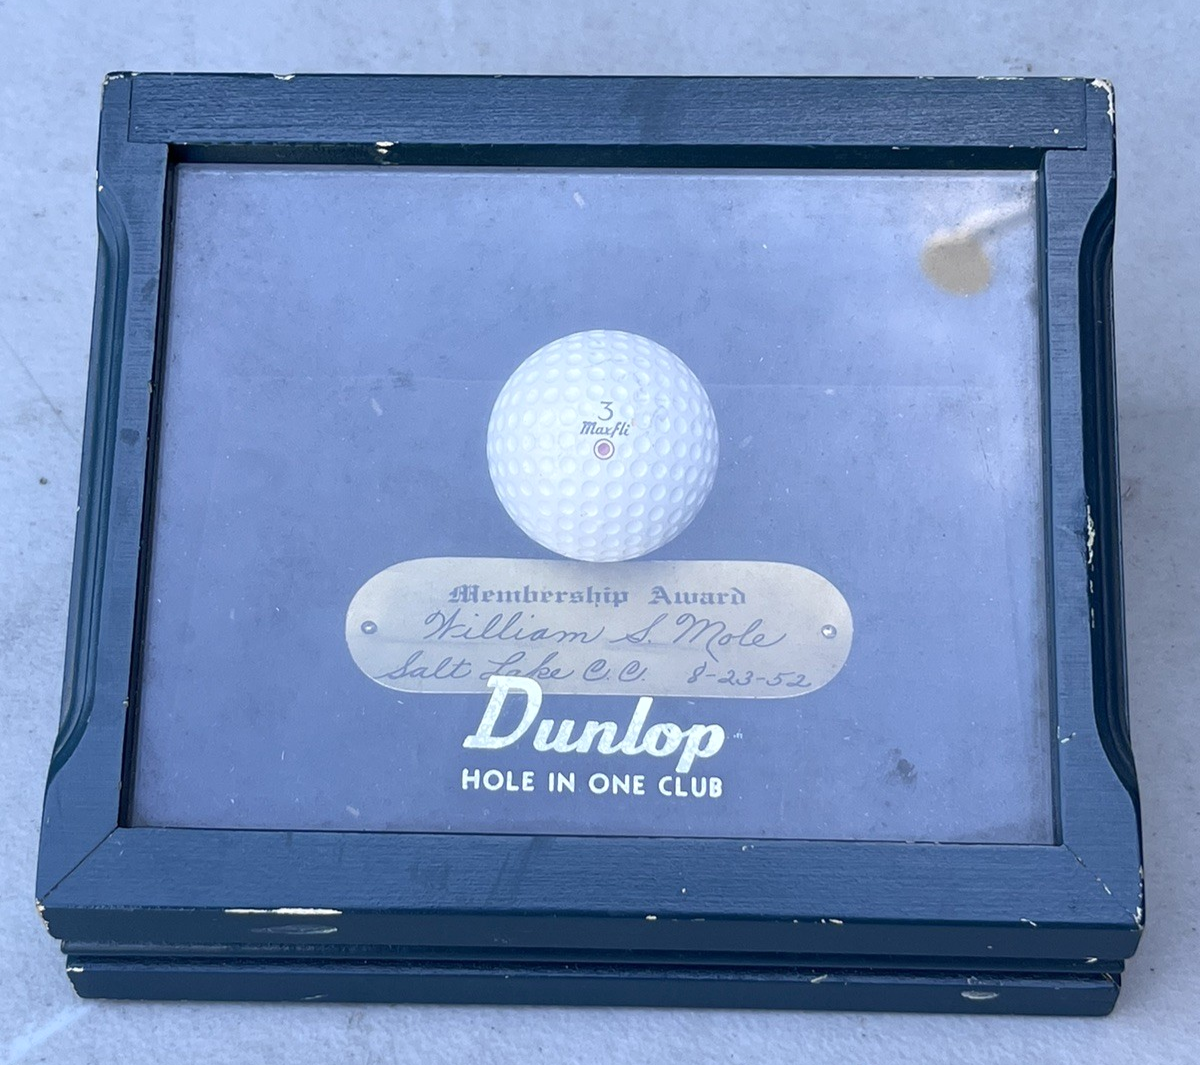 3
Maxfli
Membership Award
William S. Mole
Salt Lake C.C. 8-23-52
Dunlop
HOLE IN ONE CLUB